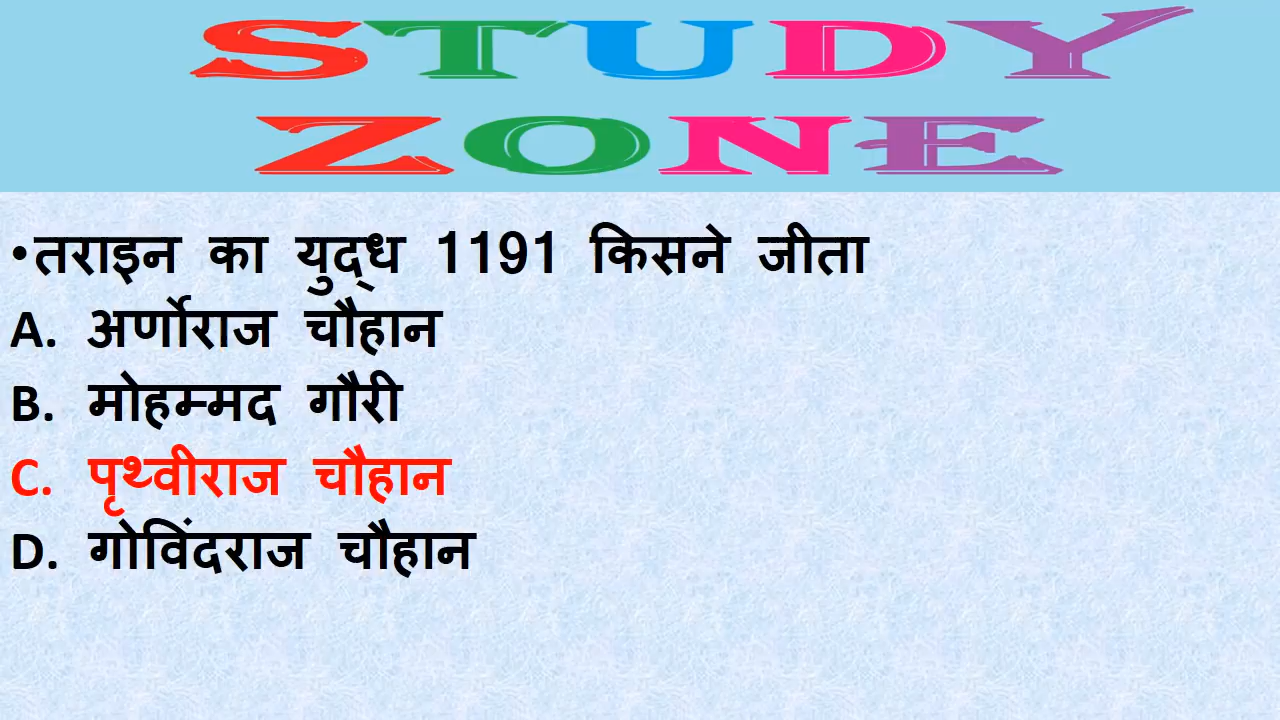 STUDY
ZONE
•तराइन का युद्ध 1191 किसने जीता
A. अर्णोराज चौहान
B. मोहम्मद गौरी
C. पृथ्वीराज चौहान
D. गोविंदराज चौहान